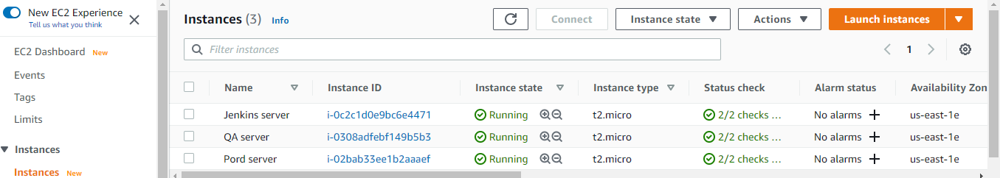 New EC2 Experience
Tell us what you think
EC2 Dashboard New
Events
Tags
Limits
Instances
Instances New
Instances (3) Info
Connect
Instance state
Actions
Launch instances
Filter instances
1
Name Instance ID Instance state Instance type Status check Alarm status Availability Zon
Jenkins server i-0c2c1d0e9bc6e4471 Running t2.micro 2/2 checks ... No alarms + us-east-1e
QA server i-0308adfebf149b5b3 Running t2.micro 2/2 checks ... No alarms + us-east-1e
Pord server i-02bab33ee1b2aaaef Running t2.micro 2/2 checks ... No alarms + us-east-1e